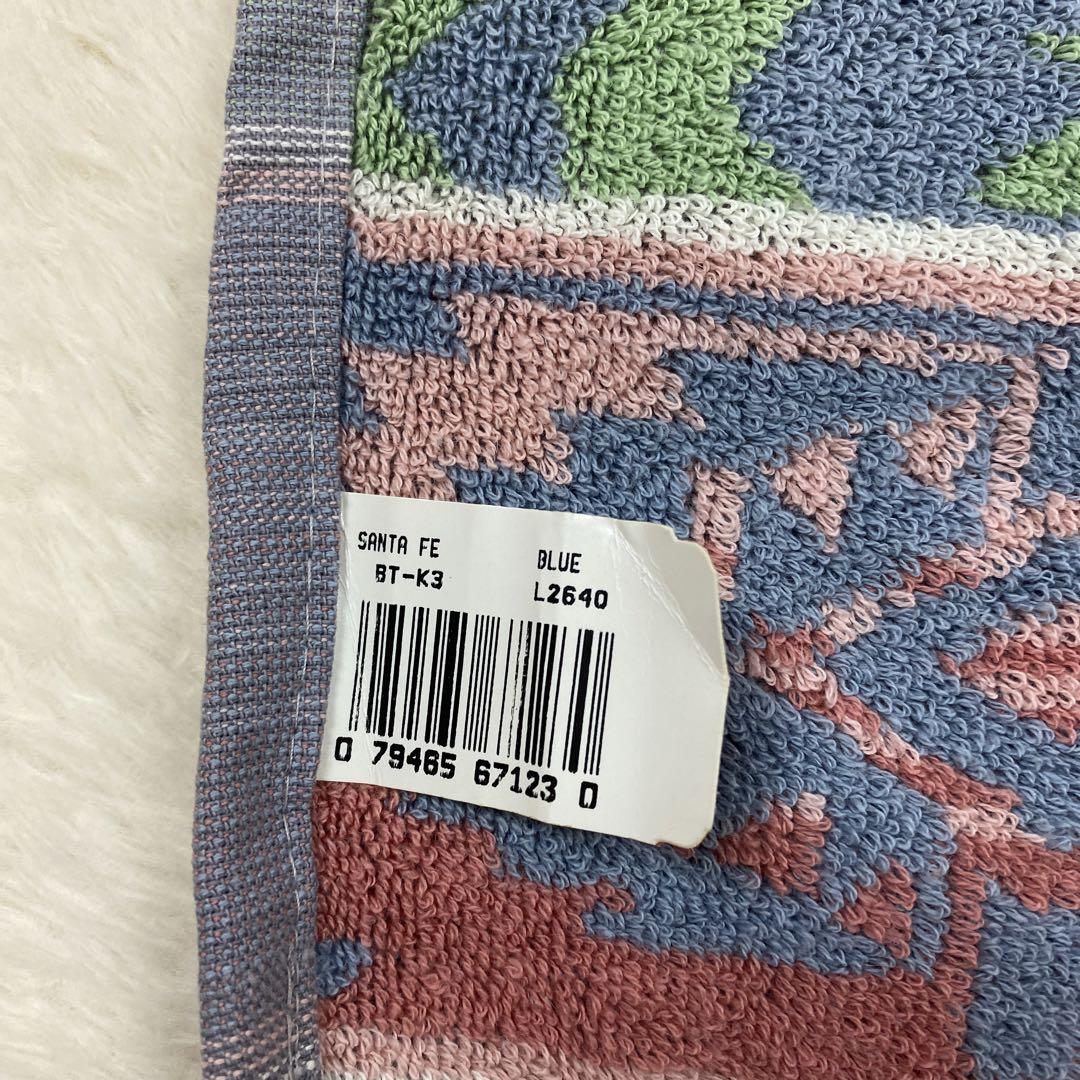 SANTA FE BLUE
BT-K3 L2640
0 79465 67123 0